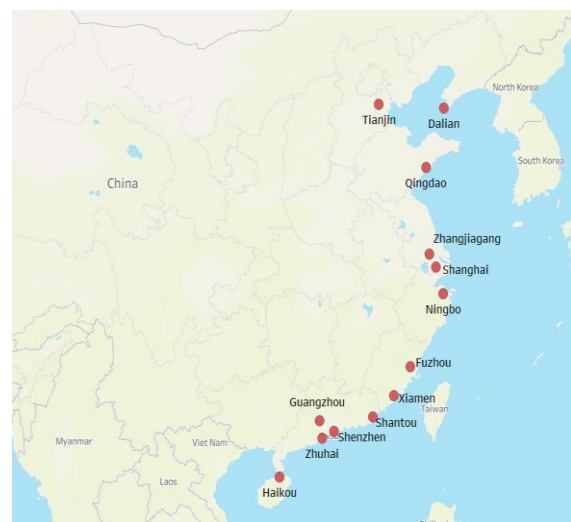 North Korea
Tianjin
Dalian
South Korea
Qingdao
China
Zhangjiagang
Shanghai
Ningbo
Fuzhou
Xiamen
Taiwan
Guangzhou
Shantou
Shenzhen
Zhuhai
Viet Nam
Myanmar
Laos
Haikou